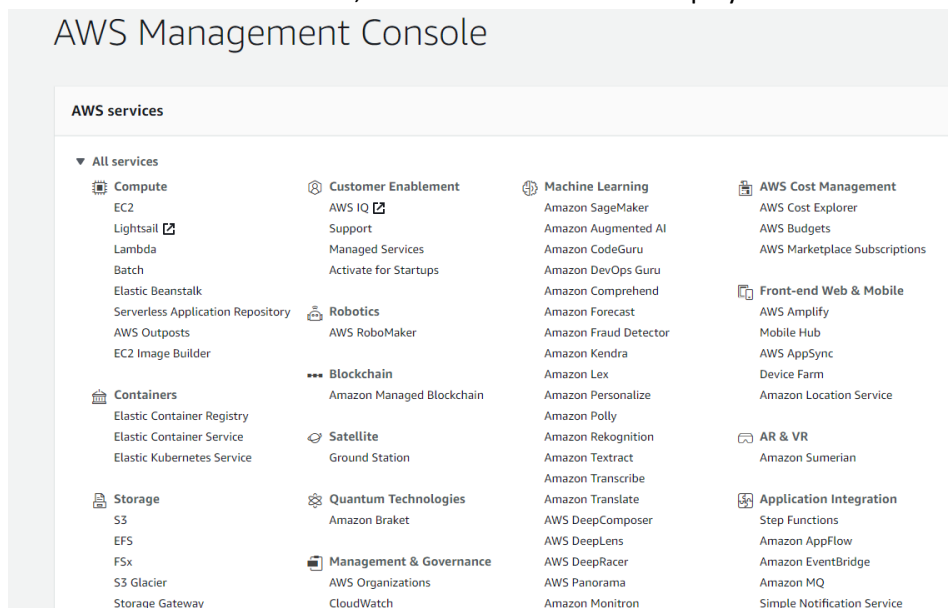 AWS Management Console
AWS services
All services
Compute
EC2
Lightsail
Lambda
Batch
Elastic Beanstalk
Serverless Application Repository
AWS Outposts
EC2 Image Builder
Containers
Elastic Container Registry
Elastic Container Service
Elastic Kubernetes Service
Storage
S3
EFS
FSx
S3 Glacier
Storage Gateway
Customer Enablement
AWS IQ
Support
Managed Services
Activate for Startups
Robotics
AWS RoboMaker
Blockchain
Amazon Managed Blockchain
Satellite
Ground Station
Quantum Technologies
Amazon Braket
Management & Governance
AWS Organizations
CloudWatch
Machine Learning
Amazon SageMaker
Amazon Augmented AI
Amazon CodeGuru
Amazon DevOps Guru
Amazon Comprehend
Amazon Forecast
Amazon Fraud Detector
Amazon Kendra
Amazon Lex
Amazon Personalize
Amazon Polly
Amazon Rekognition
Amazon Textract
Amazon Transcribe
Amazon Translate
AWS DeepComposer
AWS DeepLens
AWS DeepRacer
AWS Panorama
Amazon Monitron
AWS Cost Management
AWS Cost Explorer
AWS Budgets
AWS Marketplace Subscriptions
Front-end Web & Mobile
AWS Amplify
Mobile Hub
AWS AppSync
Device Farm
Amazon Location Service
AR & VR
Amazon Sumerian
Application Integration
Step Functions
Amazon AppFlow
Amazon EventBridge
Amazon MQ
Simple Notification Service